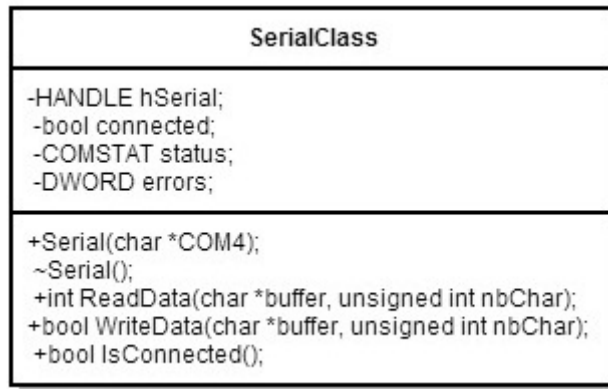 SerialClass
-HANDLE hSerial;
-bool connected;
-COMSTAT status;
-DWORD errors;
+Serial(char *COM4);
~Serial();
+int ReadData(char *buffer, unsigned int nbChar);
+bool WriteData(char *buffer, unsigned int nbChar);
+bool IsConnected();